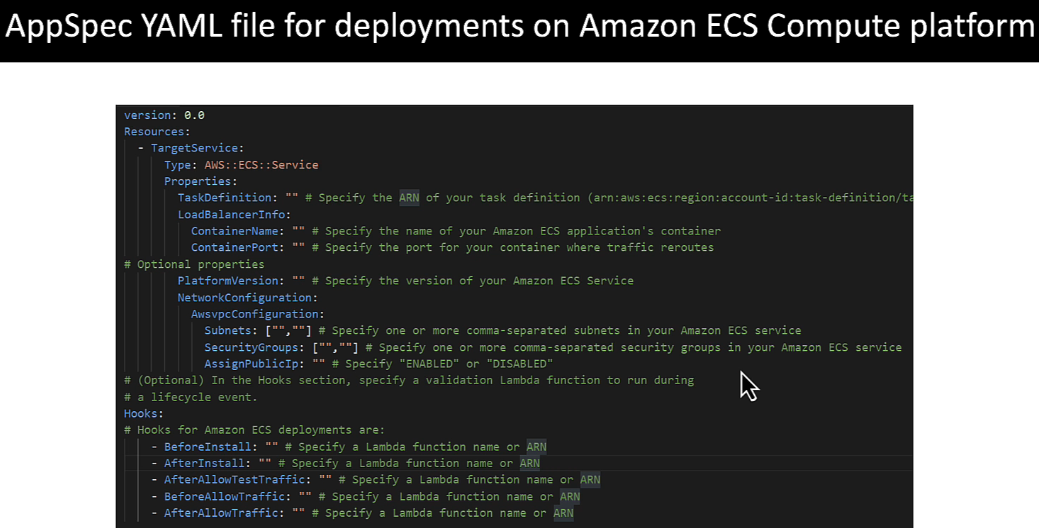 AppSpec YAML file for deployments on Amazon ECS Compute platform
version: 0.0
Resources:
- TargetService:
Type: AWS::ECS::Service
Properties:
TaskDefinition: "" # Specify the ARN of your task definition (arn:aws:ecs:region:account-id:task-definition/ta
LoadBalancerInfo:
ContainerName: "" # Specify the name of your Amazon ECS application's container
ContainerPort: "" # Specify the port for your container where traffic reroutes
# Optional properties
PlatformVersion: "" # Specify the version of your Amazon ECS Service
NetworkConfiguration:
AwsvpcConfiguration:
Subnets: ["",""] # Specify one or more comma-separated subnets in your Amazon ECS service
SecurityGroups: ["",""] # Specify one or more comma-separated security groups in your Amazon ECS service
AssignPublicIp: "" # Specify "ENABLED" or "DISABLED"
# (Optional) In the Hooks section, specify a validation Lambda function to run during
# a lifecycle event.
Hooks:
# Hooks for Amazon ECS deployments are:
- BeforeInstall: "" # Specify a Lambda function name or ARN
- AfterInstall: "" # Specify a Lambda function name or ARN
- AfterAllowTestTraffic: "" # Specify a Lambda function name or ARN
- BeforeAllowTraffic: "" # Specify a Lambda function name or ARN
- AfterAllowTraffic: "" # Specify a Lambda function name or ARN